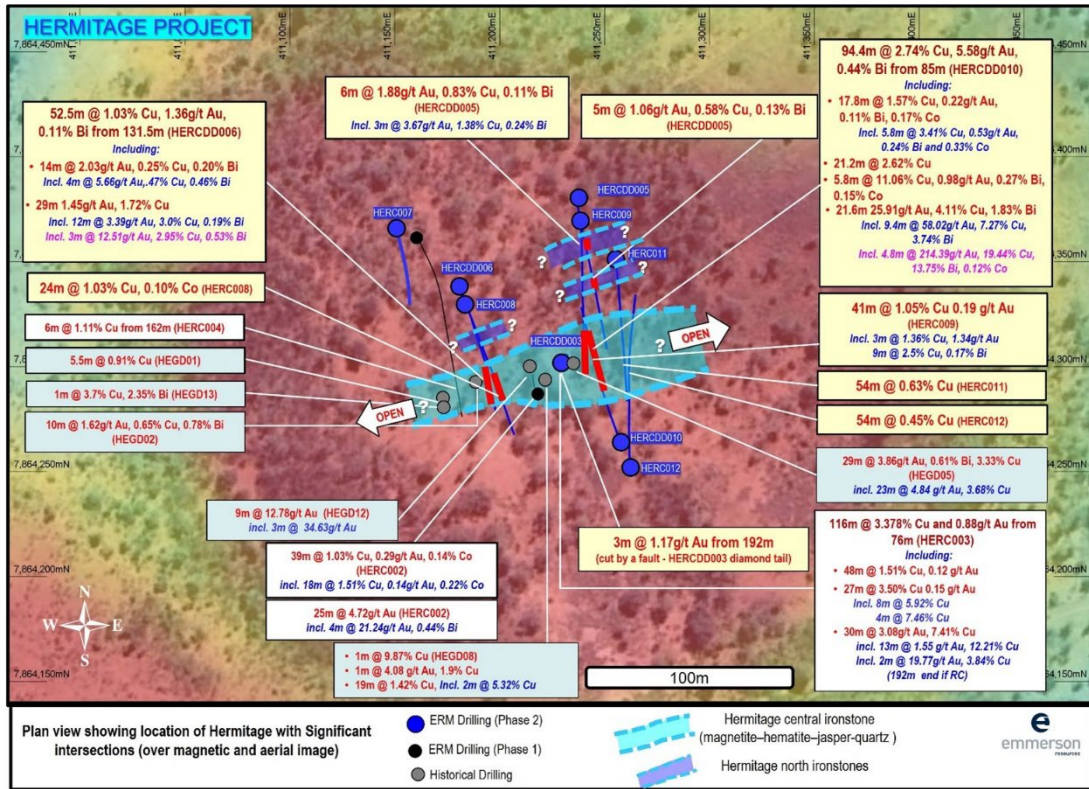 HERMITAGE PROJECT
411,100mE
411,200mE
411,250mE
411,300mE
411,350mE
7,864,450mN
7,864,250mN
7,864,200mN
7,864,150mN
52.5m @ 1.03% Cu, 1.36g/t Au,
0.11% Bi from 131.5m (HERCDD006)
Including:
• 14m @ 2.03g/t Au, 0.25% Cu, 0.20% Bi
Incl. 4m @ 5.66g/t Au,.47% Cu, 0.46% Bi
• 29m 1.45g/t Au, 1.72% Cu
Incl. 12m @ 3.39g/t Au, 3.0% Cu, 0.19% Bi
Incl. 3m @ 12.51g/t Au, 2.95% Cu, 0.53% Bi
24m @ 1.03% Cu, 0.10% Co (HERC008)
6m @ 1.11% Cu from 162m (HERC004)
5.5m @ 0.91% Cu (HEGD01)
1m @ 3.7% Cu, 2.35% Bi (HEGD13)
10m @ 1.62g/t Au, 0.65% Cu, 0.78% Bi
(HEGD02)
6m @ 1.88g/t Au, 0.83% Cu, 0.11% Bi
(HERCDD005)
Incl. 3m @ 3.67g/t Au, 1.38% Cu, 0.24% Bi
5m @ 1.06g/t Au, 0.58% Cu, 0.13% Bi
(HERCDD005)
94.4m @ 2.74% Cu, 5.58g/t Au,
0.44% Bi from 85m (HERCDD010)
Including:
• 17.8m @ 1.57% Cu, 0.22g/t Au,
0.11% Bi, 0.17% Co
Incl. 5.8m @ 3.41% Cu, 0.53g/t Au,
0.24% Bi and 0.33% Co
• 21.2m @ 2.62% Cu
• 5.8m @ 11.06% Cu, 0.98g/t Au, 0.27% Bi,
0.15% Co
• 21.6m 25.91g/t Au, 4.11% Cu, 1.83% Bi
Incl. 9.4m @ 58.02g/t Au, 7.27% Cu,
3.74% Bi
Incl. 4.8m @ 214.39g/t Au, 19.44% Cu,
13.75% Bi, 0.12% Co
41m @ 1.05% Cu 0.19 g/t Au
(HERC009)
Incl. 3m @ 1.36% Cu, 1.34g/t Au
9m @ 2.5% Cu, 0.17% Bi
54m @ 0.63% Cu (HERC011)
54m @ 0.45% Cu (HERC012)
29m @ 3.86g/t Au, 0.61% Bi, 3.33% Cu
(HEGD05)
incl. 23m @ 4.84 g/t Au, 3.68% Cu
116m @ 3.378% Cu and 0.88g/t Au from
76m (HERC003)
Including:
• 48m @ 1.51% Cu, 0.12 g/t Au
• 27m @ 3.50% Cu 0.15 g/t Au
Incl. 8m @ 5.92% Cu
4m @ 7.46% Cu
• 30m @ 3.08g/t Au, 7.41% Cu
incl. 13m @ 1.55 g/t Au, 12.21% Cu
Incl. 2m @ 19.77g/t Au, 3.84% Cu
(192m end if RC)
HERC007
HERCDD006
HERC008
HERCDD005
HERC009
HERC011
HERCDD003
HERCDD010
HERC012
?
?
?
?
?
?
?
?
OPEN
OPEN
9m @ 12.78g/t Au (HEGD12)
incl. 3m @ 34.63g/t Au
39m @ 1.03% Cu, 0.29g/t Au, 0.14% Co
(HERC002)
incl. 18m @ 1.51% Cu, 0.14g/t Au, 0.22% Co
25m @ 4.72g/t Au (HERC002)
incl. 4m @ 21.24g/t Au, 0.44% Bi
• 1m @ 9.87% Cu (HEGD08)
• 1m @ 4.08 g/t Au, 1.9% Cu
• 19m @ 1.42% Cu, Incl. 2m @ 5.32% Cu
3m @ 1.17g/t Au from 192m
(cut by a fault - HERCDD003 diamond tail)
N
W E
S
100m
Plan view showing location of Hermitage with Significant
intersections (over magnetic and aerial image)
ERM Drilling (Phase 2)
ERM Drilling (Phase 1)
Historical Drilling
Hermitage central ironstone
(magnetite–hematite–jasper-quartz )
Hermitage north ironstones
emmerson
resources